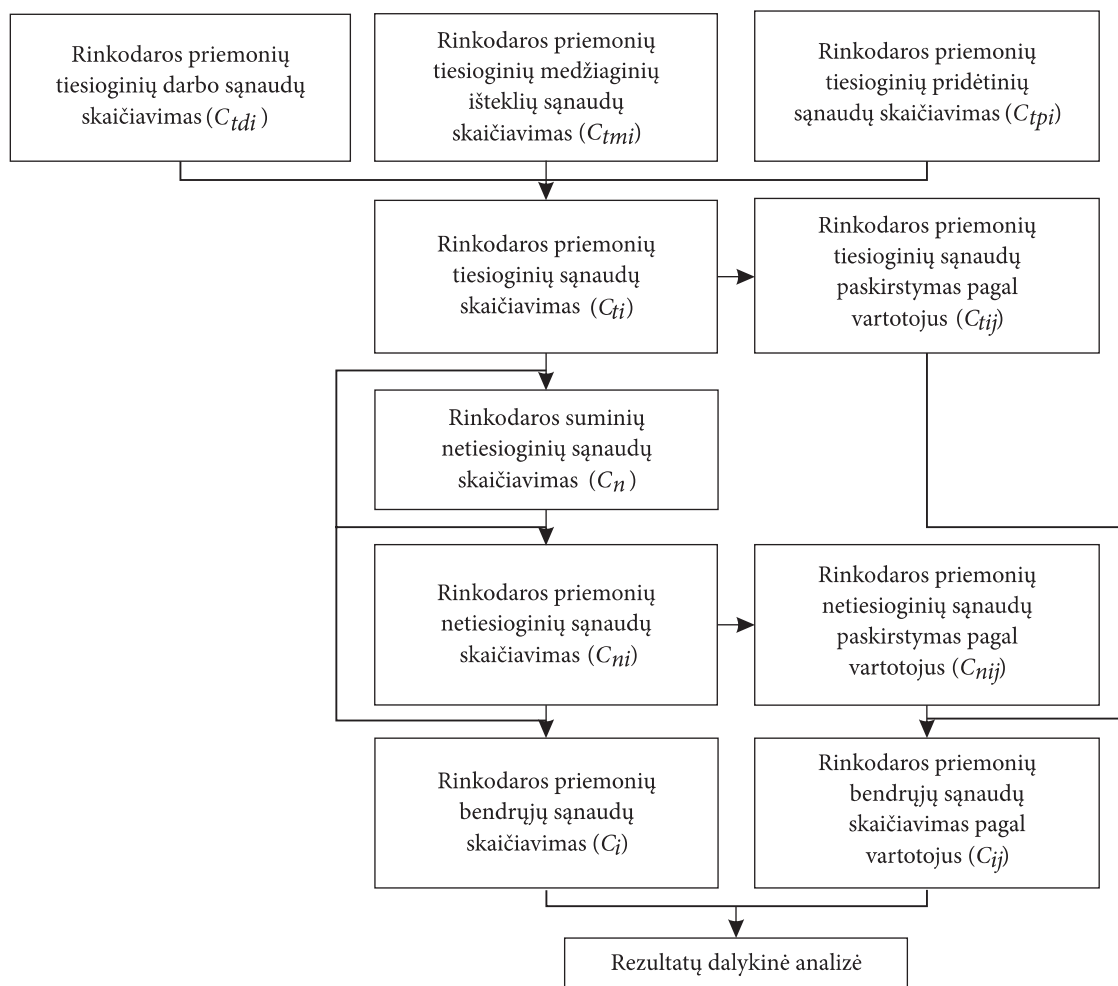 Rinkodaros priemonių
tiesioginių darbo sąnaudų
skaičiavimas (Ctdi)
Rinkodaros priemonių
tiesioginių medžiaginių
išteklių sąnaudų
skaičiavimas (Ctmi)
Rinkodaros priemonių
tiesioginių pridėtinių
sąnaudų skaičiavimas (Ctpi)
Rinkodaros priemonių
tiesioginių sąnaudų
skaičiavimas (Cti)
Rinkodaros priemonių
tiesioginių sąnaudų
paskirstymas pagal
vartotojus (Ctij)
Rinkodaros suminių
netiesioginių sąnaudų
skaičiavimas (Cn)
Rinkodaros priemonių
netiesioginių sąnaudų
skaičiavimas (Cni)
Rinkodaros priemonių
netiesioginių sąnaudų
paskirstymas pagal
vartotojus (Cnij)
Rinkodaros priemonių
bendrųjų sąnaudų
skaičiavimas (Ci)
Rinkodaros priemonių
bendrųjų sąnaudų
skaičiavimas pagal
vartotojus (Cij)
Rezultatų dalykinė analizė